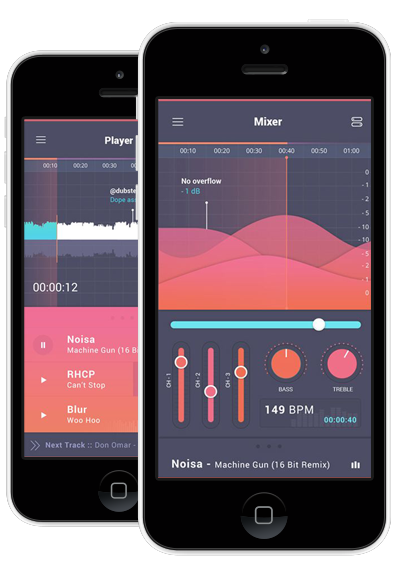 Player
00:10
00:20
00:30
@dubste
Dope ass
00:00:12
Noisa
Machine Gun (16 Bit
RHCP
Can't Stop
Blur
Woo Hoo
Next Track :: Don Omar -
Mixer
00:10 00:20 00:30 00:40 00:50 01:00
No overflow
- 1 dB
0
- 1
- 2
- 5
- 10
- 10
- 5
- 2
- 1
0
CH - 1
CH - 2
CH - 3
BASS
TREBLE
149 BPM
00:00:40
Noisa - Machine Gun (16 Bit Remix)